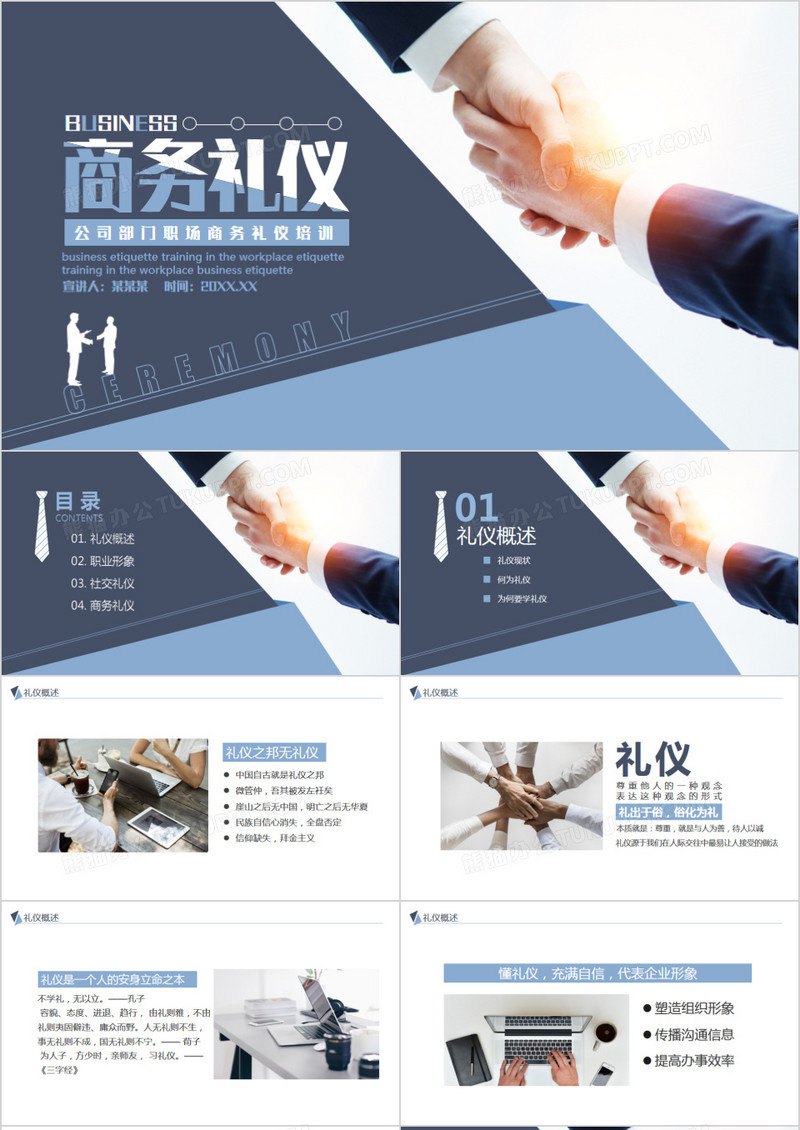 BUSINESS
商务礼仪
公司部门职场商务礼仪培训
business etiquette training in the workplace etiquette
training in the workplace business etiquette
宣讲人：某某某 时间：20XX.XX
CEREMONY
熊猫办公 TUKUPPT.COM
目录
CONTENTS
01. 礼仪概述
02. 职业形象
03. 社交礼仪
04. 商务礼仪
01
礼仪概述
礼仪现状
何为礼仪
为何要学礼仪
礼仪概述
礼仪之邦无礼仪
中国自古就是礼仪之邦
微管仲，吾其被发左衽矣
崖山之后无中国，明亡之后无华夏
民族自信心消失，全盘否定
信仰缺失，拜金主义
礼仪概述
礼仪
尊重他人的一种观念
表达这种观念的形式
礼出于俗，俗化为礼
本质就是：尊重，就是与人为善，待人以诚
礼仪源于我们在人际交往中最易让人接受的做法
礼仪概述
礼仪是一个人的安身立命之本
不学礼，无以立。——孔子
容貌、态度、进退、趋行，由礼则雅，不由
礼则夷固僻违、庸众而野。人无礼则不生，
事无礼则不成，国无礼则不宁。—— 荀子
为人子，方少时，亲师友， 习礼仪。——
《三字经》
礼仪概述
懂礼仪，充满自信，代表企业形象
塑造组织形象
传播沟通信息
提高办事效率